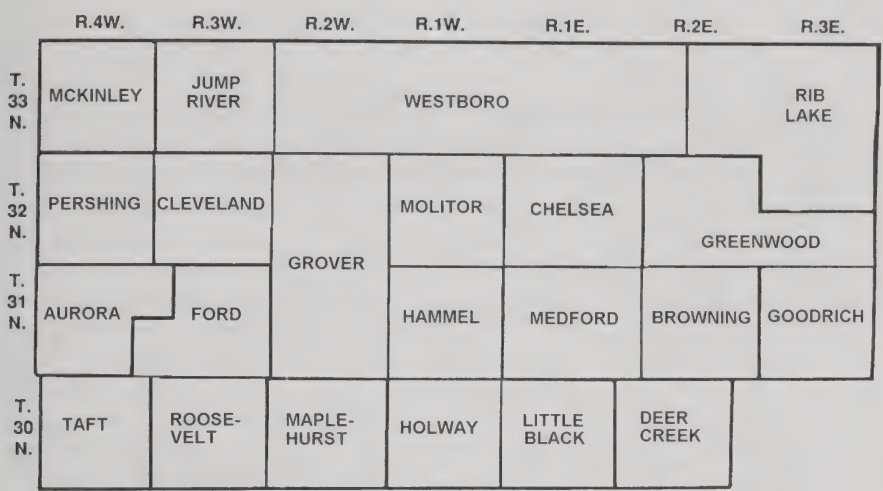 R.4W. R.3W. R.2W. R.1W. R.1E. R.2E. R.3E.
T.
33
N.
MCKINLEY
JUMP
RIVER
WESTBORO
RIB
LAKE
T.
32
N.
PERSHING
CLEVELAND
GROVER
MOLITOR
CHELSEA
GREENWOOD
T.
31
N.
AURORA
FORD
HAMMEL
MEDFORD
BROWNING
GOODRICH
T.
30
N.
TAFT
ROOSE-
VELT
MAPLE-
HURST
HOLWAY
LITTLE
BLACK
DEER
CREEK